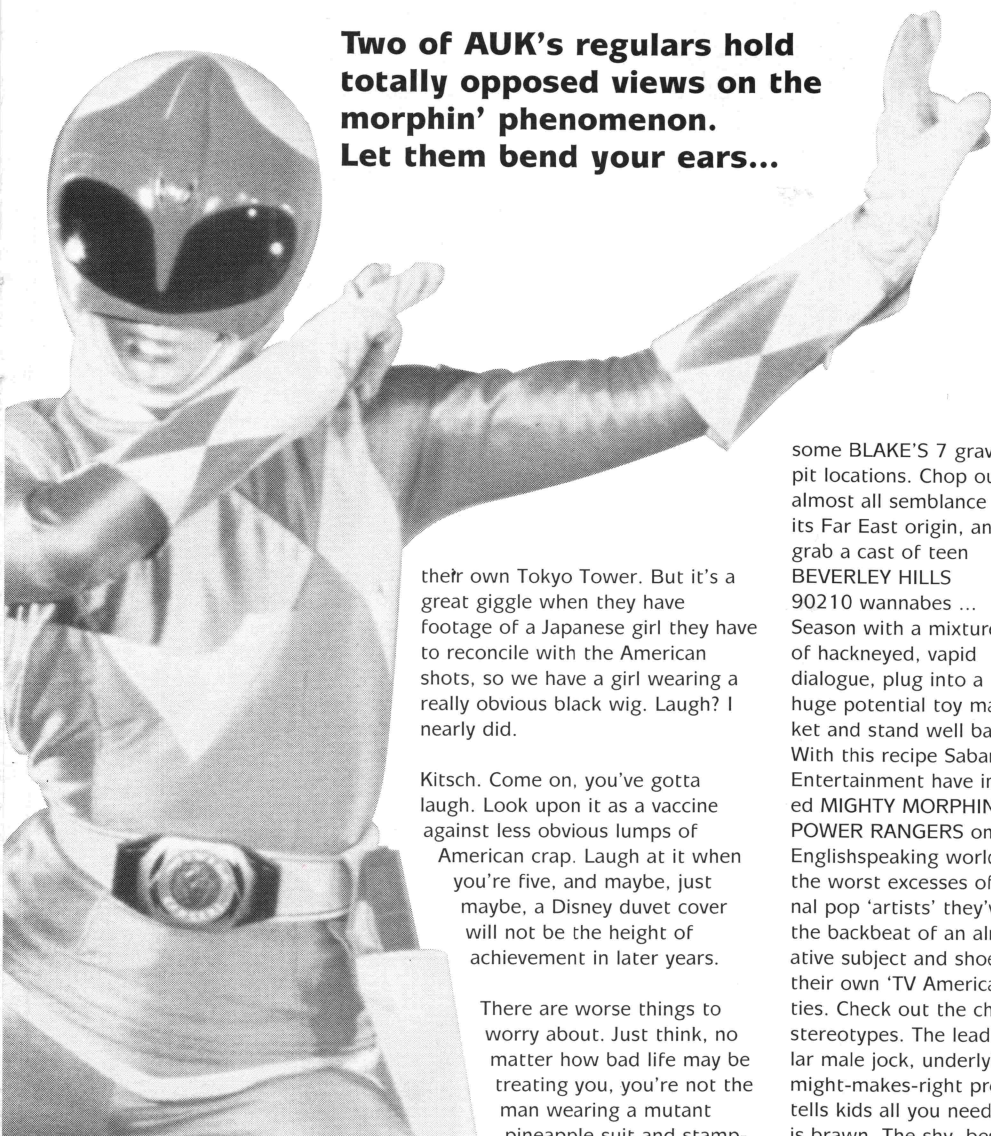 Two of AUK's regulars hold
totally opposed views on the
morphin' phenomenon.
Let them bend your ears...
their own Tokyo Tower. But it's a
great giggle when they have
footage of a Japanese girl they have
to reconcile with the American
shots, so we have a girl wearing a
really obvious black wig. Laugh? I
nearly did.
Kitsch. Come on, you've gotta
laugh. Look upon it as a vaccine
against less obvious lumps of
American crap. Laugh at it when
you're five, and maybe, just
maybe, a Disney duvet cover
will not be the height of
achievement in later years.
There are worse things to
worry about. Just think, no
matter how bad life may be
treating you, you're not the
man wearing a mutant
pineapple suit and stamp-
some BLAKE'S 7
pit locations. Chop
almost all semblance
its Far East origin,
grab a cast of teen
BEVERLEY HILLS
90210 wannabes ...
Season with a
of hackneyed, vapid
dialogue, plug into a
huge potential toy
ket and stand well
With this recipe
Entertainment have
ed MIGHTY MORPHIN
POWER RANGERS
Englishspeaking
the worst excesses
nal pop 'artists'
the backbeat of an
ative subject and
their own 'TV
ties. Check out the
stereotypes. The
lar male jock,
might-makes-right
tells kids all you
is brawn. The shy,